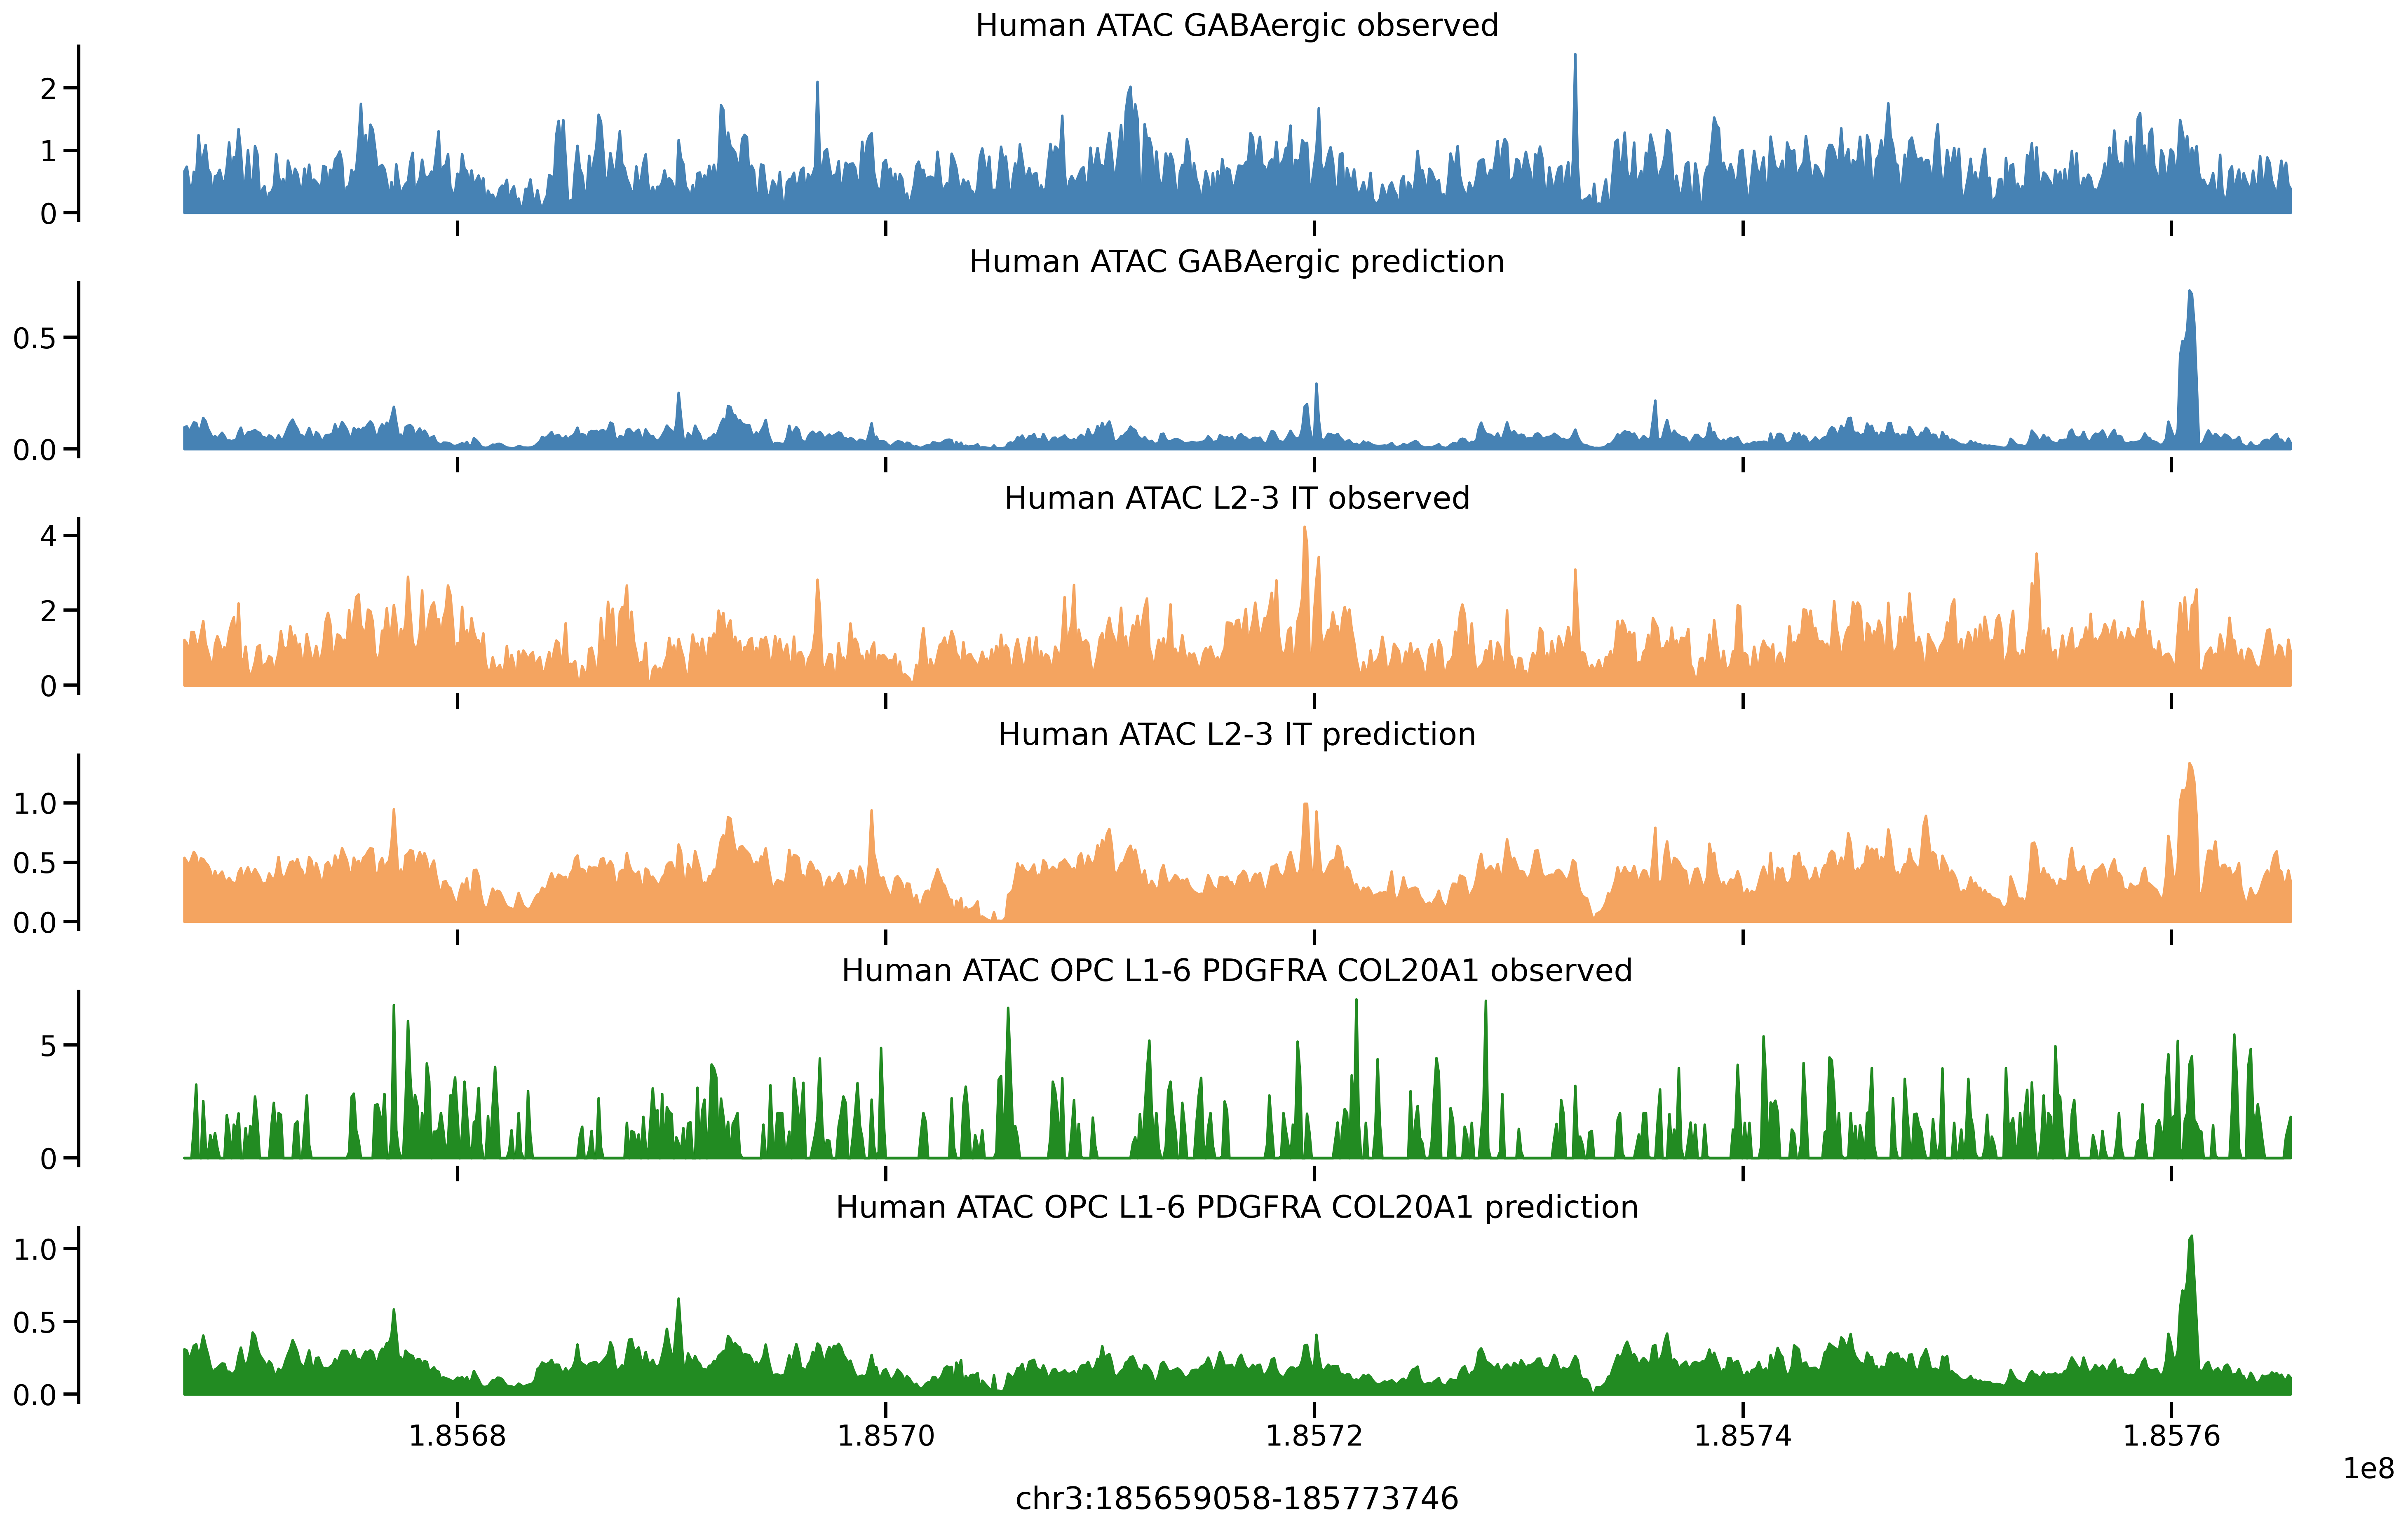 Human ATAC GABAergic observed
2
1
0
Human ATAC GABAergic prediction
0.5
0.0
Human ATAC L2-3 IT observed
4
2
0
Human ATAC L2-3 IT prediction
1.0
0.5
0.0
Human ATAC OPC L1-6 PDGFRA COL20A1 observed
5
0
Human ATAC OPC L1-6 PDGFRA COL20A1 prediction
1.0
0.5
0.0
1.8568 1.8570 1.8572 1.8574 1.8576
1e8
chr3:185659058-185773746